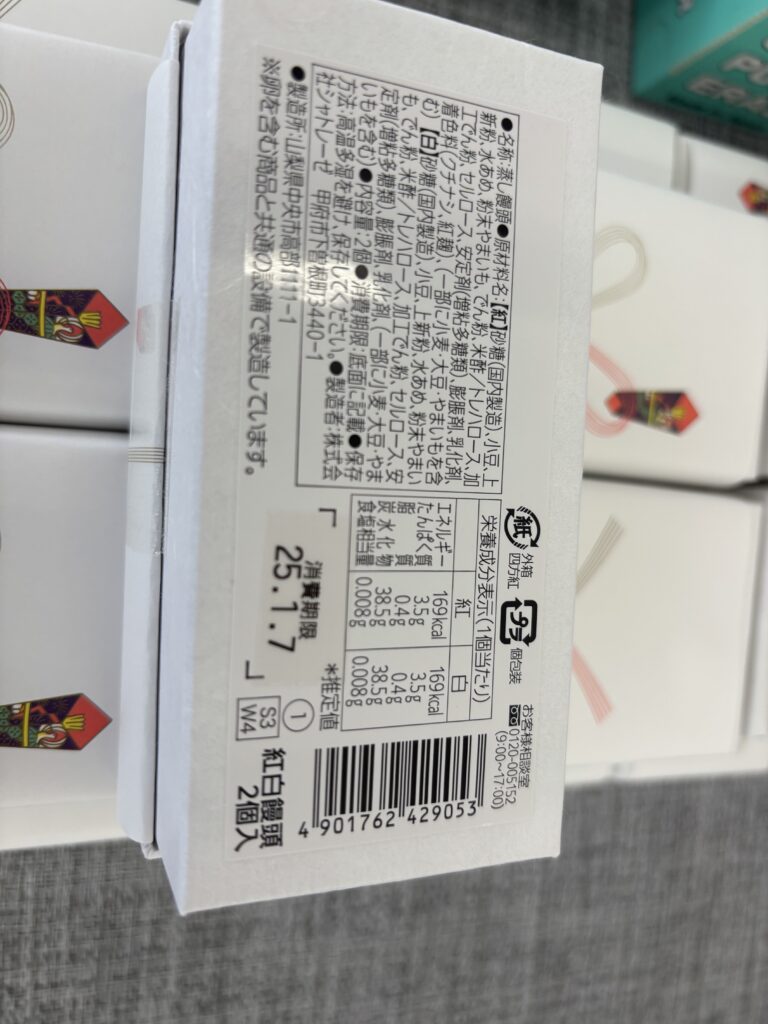 ●名称:蒸し饅頭●原材料名:【紅】砂糖(国内製造)、小豆、上
新粉、水あめ、粉末やまいも、でん粉、米酢/トレハロース、加
工でん粉、セルロース、安定剤(増粘多糖類)、膨脹剤、乳化剤、
着色料(クチナシ、紅麹)、(一部に小麦・大豆・やまいもを含
む)【白】砂糖(国内製造)、小豆、上新粉、水あめ、粉末やまい
も、でん粉、米酢/トレハロース、加工でん粉、セルロース、安
定剤(増粘多糖類)、膨脹剤、乳化剤、(一部に小麦・大豆・やま
いもを含む)●内容量:2個●消費期限:底面に記載●保存
方法:高温多湿を避け、保存してください。●製造者:株式会
社シャトレーゼ 甲府市下曽根町3440-1
●製造所:山梨県中央市高部1111-1
※卵を含む商品と共通の設備で製造しています。
紙 外箱
四方紅
プラ 個包装
お客様相談室
0120-005152
(9:00~17:00)
栄養成分表示(1個当たり)
紅 白
エネルギー 169kcal 169kcal
たんぱく質 3.5g 3.5g
脂質 0.4g 0.4g
炭水化物 38.5g 38.5g
食塩相当量 0.008g 0.008g
*推定値
消費期限
25.1.7
①
S3
W4
4 901762 429053
紅白饅頭
2個入